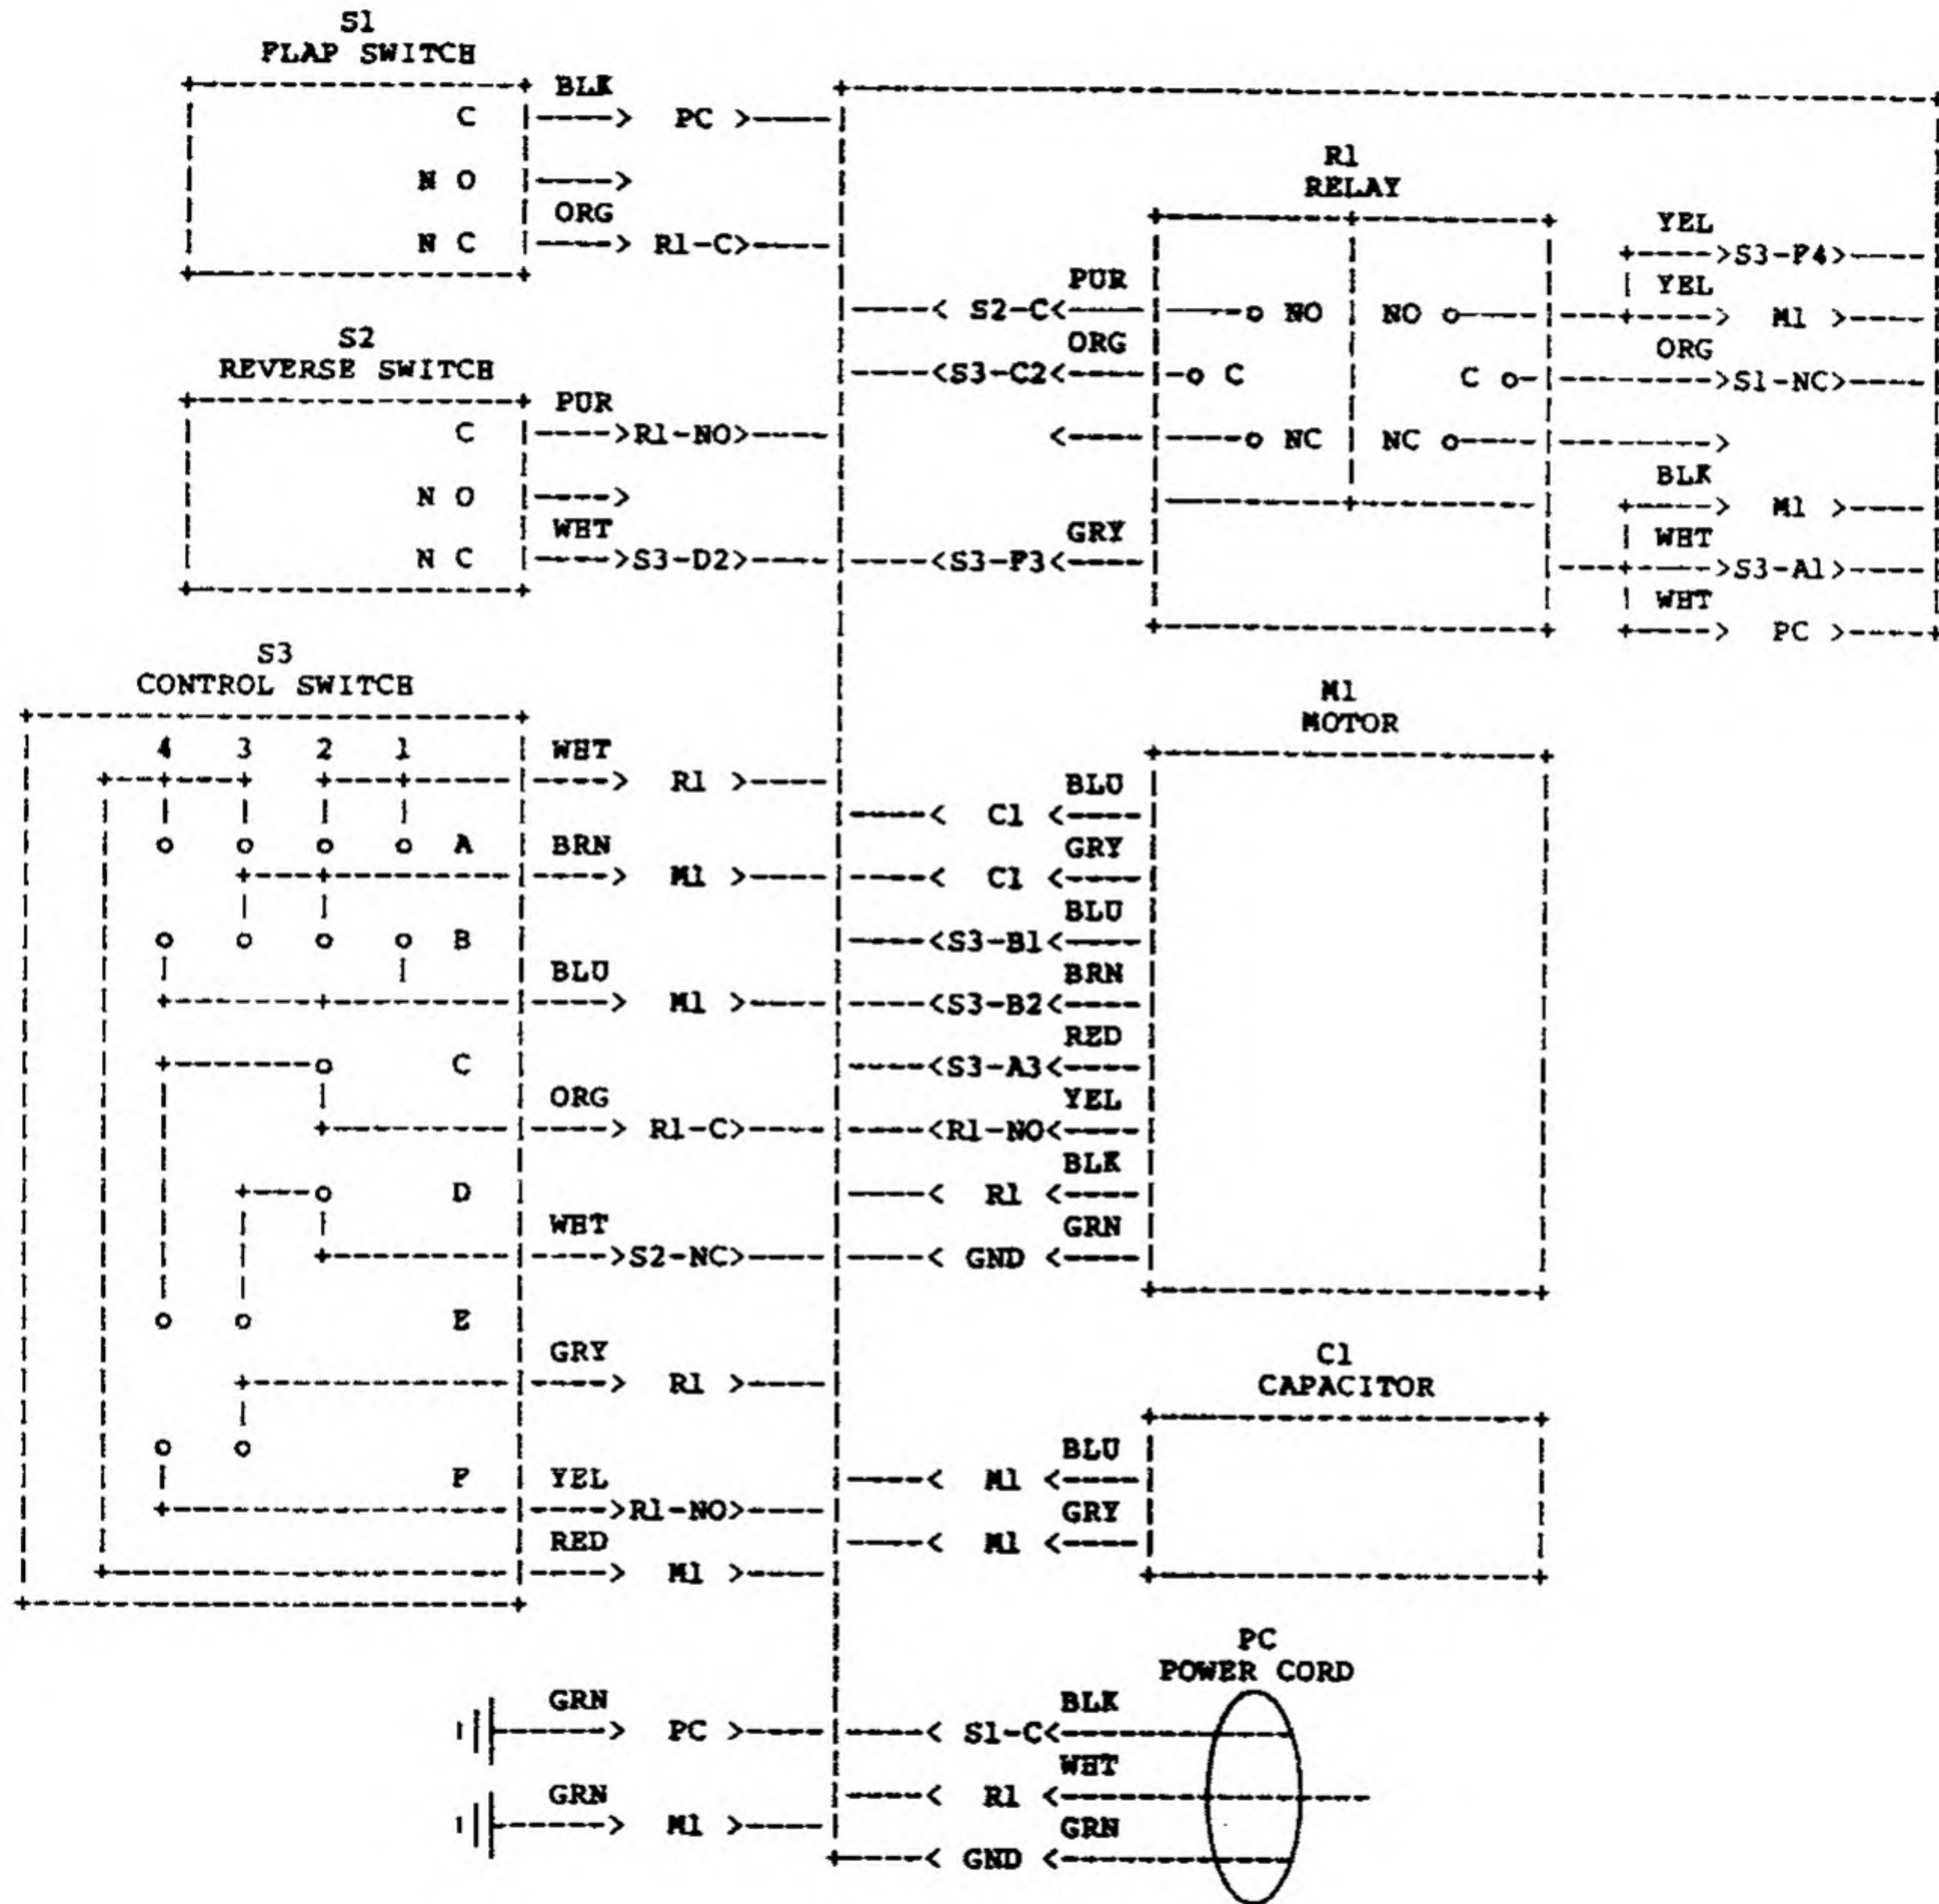 S1
FLAP SWITCH
BLK
C PC
N O
ORG
N C R1-C
S2
REVERSE SWITCH
PUR
C R1-NO
N O
WHT
N C S3-D2
S3
CONTROL SWITCH
4 3 2 1 WHT
R1
A BRN
M1
B
BLU
M1
C
ORG
R1-C
D
WHT
S2-NC
E
GRY
R1
F YEL
R1-NO
RED
M1
GRN
PC
GRN
M1
R1
RELAY
PUR
S2-C NO NO
ORG
S3-C2 C C
NC NC
GRY
S3-F3
YEL
S3-F4
YEL
M1
ORG
S1-NC
BLK
M1
WHT
S3-A1
WHT
PC
M1
MOTOR
BLU
C1
GRY
C1
BLU
S3-B1
BRN
S3-B2
RED
S3-A3
YEL
R1-NO
BLK
R1
GRN
GND
C1
CAPACITOR
BLU
M1
GRY
M1
PC
POWER CORD
BLK
S1-C
WHT
R1
GRN
GND